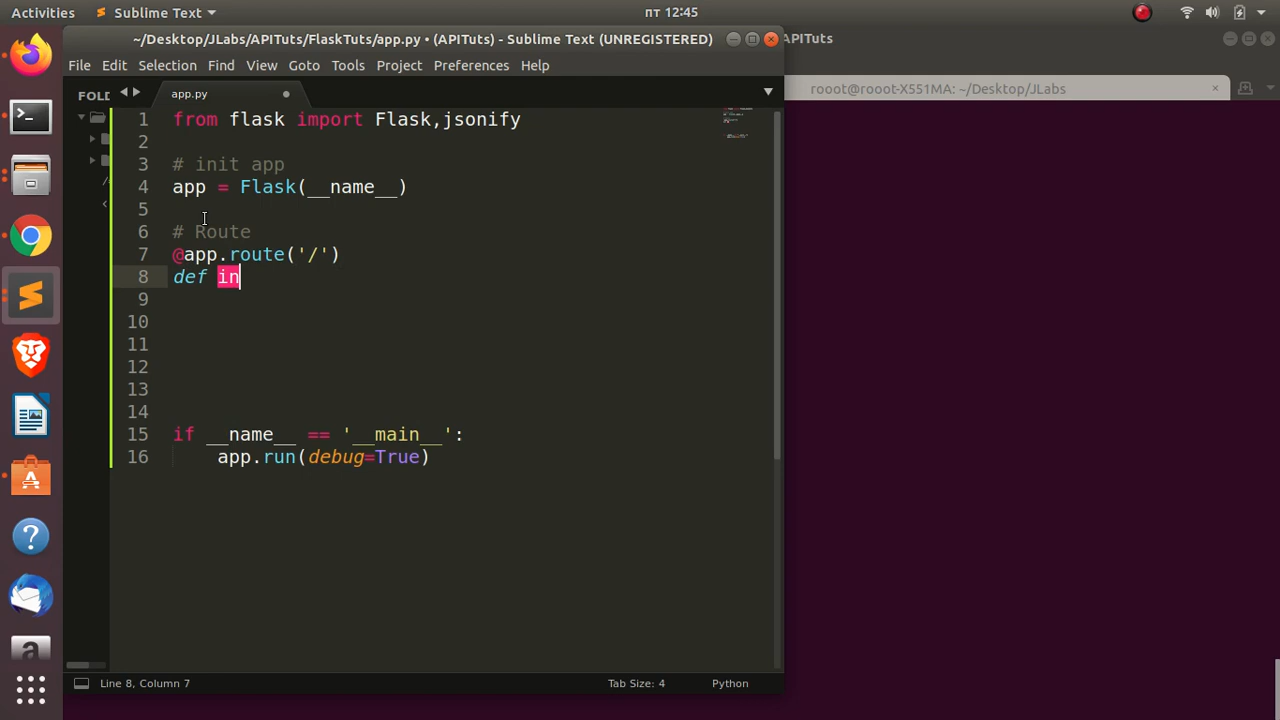 Activities
Sublime Text
пт 12:45
~/Desktop/JLabs/APITuts/FlaskTuts/app.py • (APITuts) - Sublime Text (UNREGISTERED)
APITuts
File Edit Selection Find View Goto Tools Project Preferences Help
rooot@rooot-X551MA: ~/Desktop/JLabs
FOLD
app.py
1 from flask import Flask,jsonify
2
3 # init app
4 app = Flask(__name__)
5
6 # Route
7 @app.route('/')
8 def in
9
10
11
12
13
14
15 if __name__ == '__main__':
16 app.run(debug=True)
Line 8, Column 7
Tab Size: 4
Python